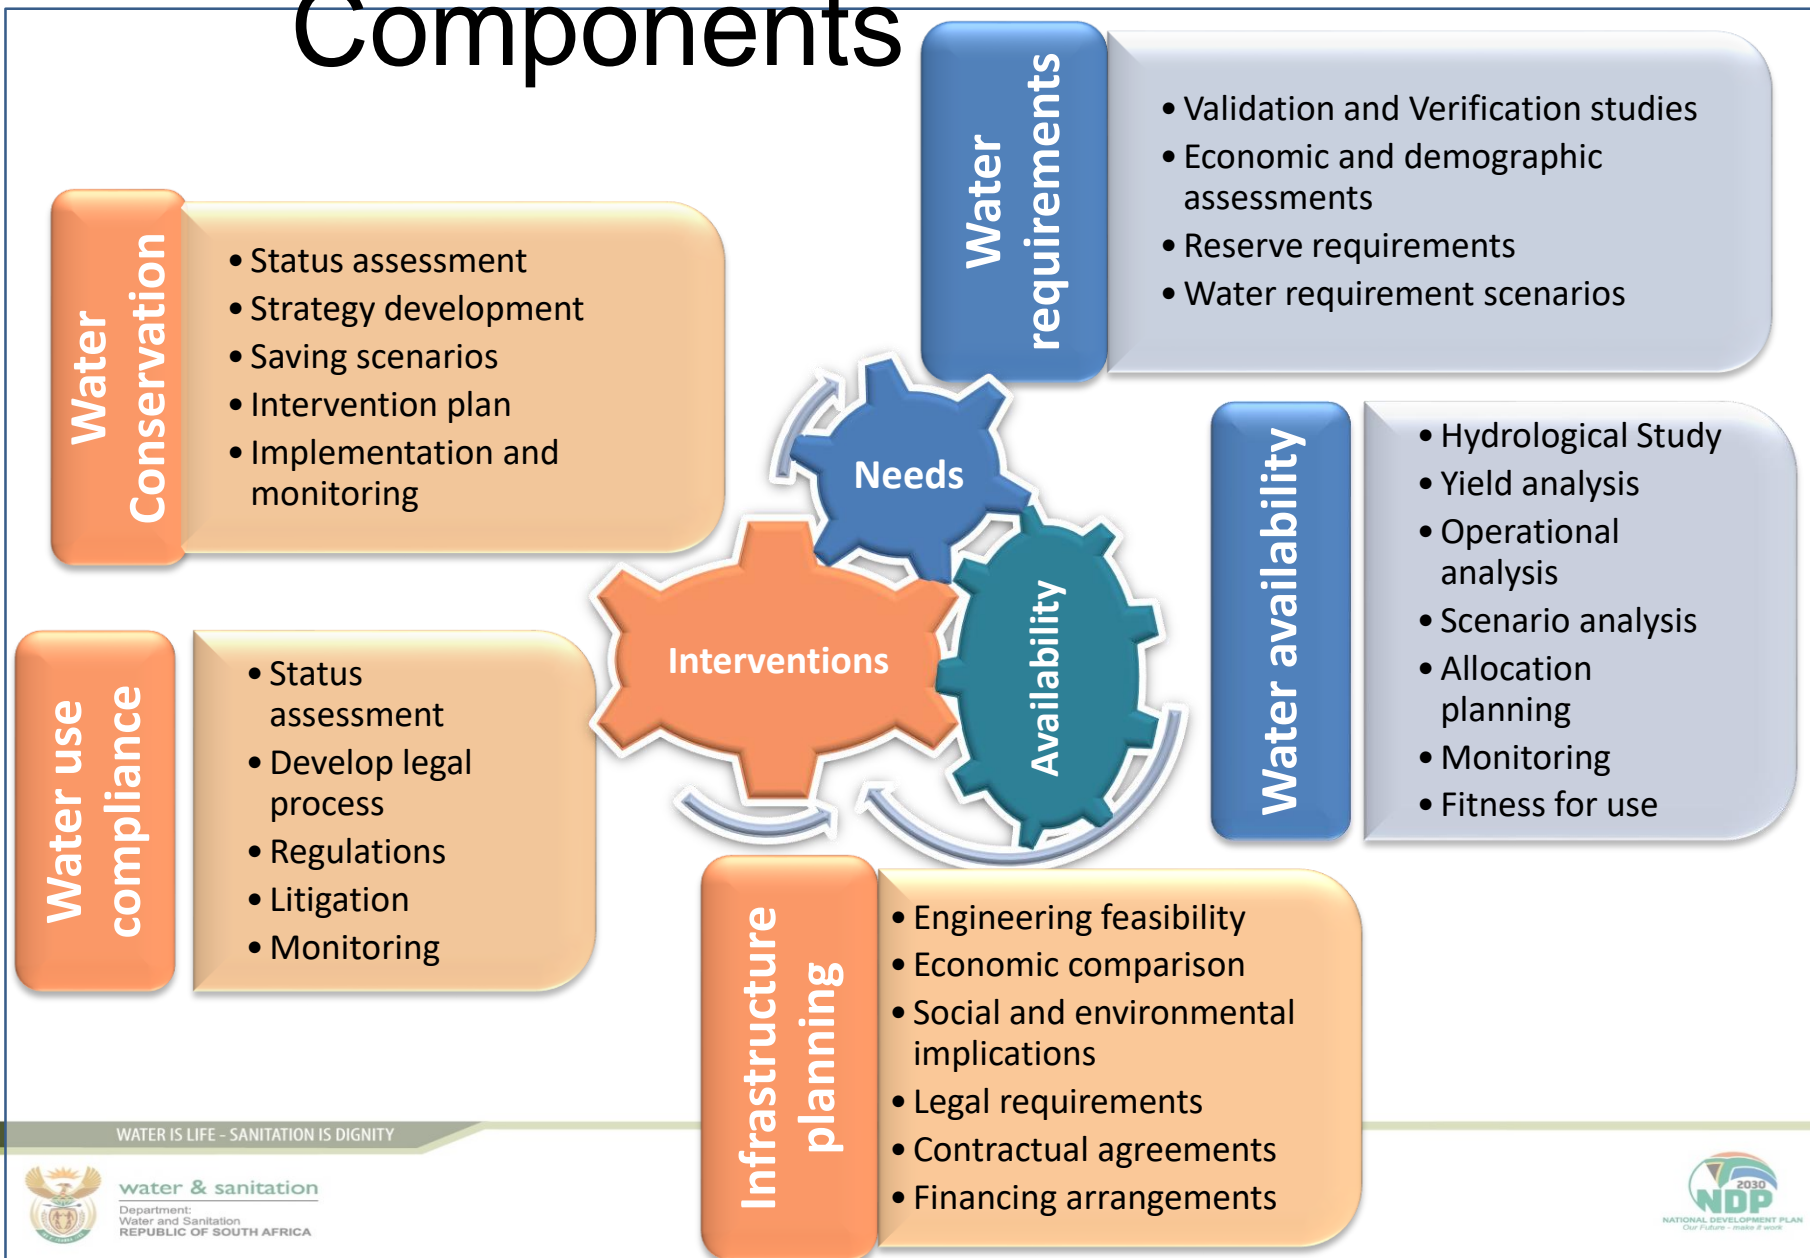 Components
Water
requirements
• Validation and Verification studies
• Economic and demographic
assessments
• Reserve requirements
• Water requirement scenarios
Water
Conservation
• Status assessment
• Strategy development
• Saving scenarios
• Intervention plan
• Implementation and
monitoring
Needs
Interventions
Availability
Water availability
• Hydrological Study
• Yield analysis
• Operational
analysis
• Scenario analysis
• Allocation
planning
• Monitoring
• Fitness for use
Water use
compliance
• Status
assessment
• Develop legal
process
• Regulations
• Litigation
• Monitoring
Infrastructure
planning
• Engineering feasibility
• Economic comparison
• Social and environmental
implications
• Legal requirements
• Contractual agreements
• Financing arrangements
WATER IS LIFE - SANITATION IS DIGNITY
water & sanitation
Department:
Water and Sanitation
REPUBLIC OF SOUTH AFRICA
2030
NDP
NATIONAL DEVELOPMENT PLAN
Our Future - make it work